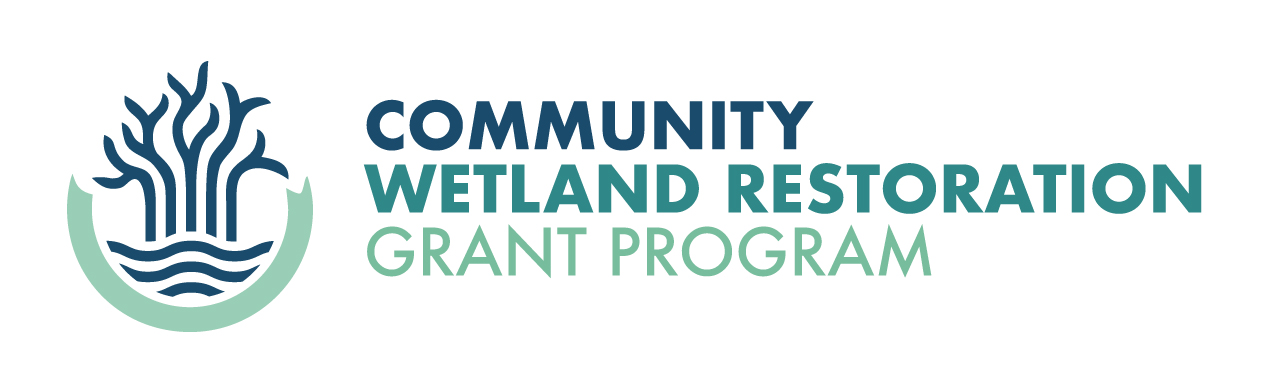 COMMUNITY
WETLAND RESTORATION
GRANT PROGRAM